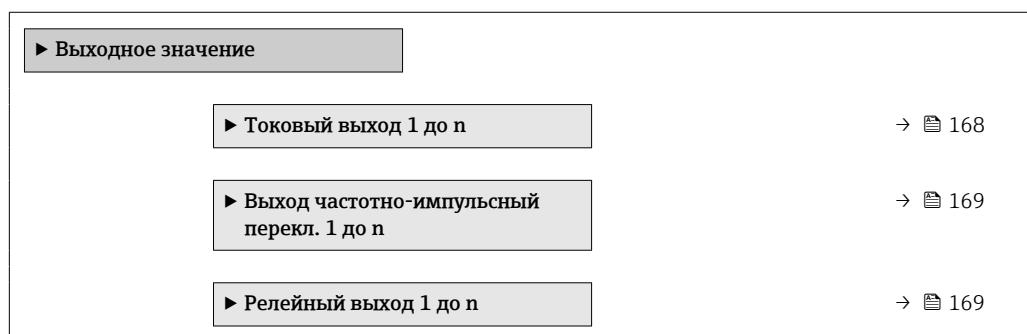 ▶ Выходное значение
▶ Токовый выход 1 до n → 168
▶ Выход частотно-импульсный → 169
перекл. 1 до n
▶ Релейный выход 1 до n → 169